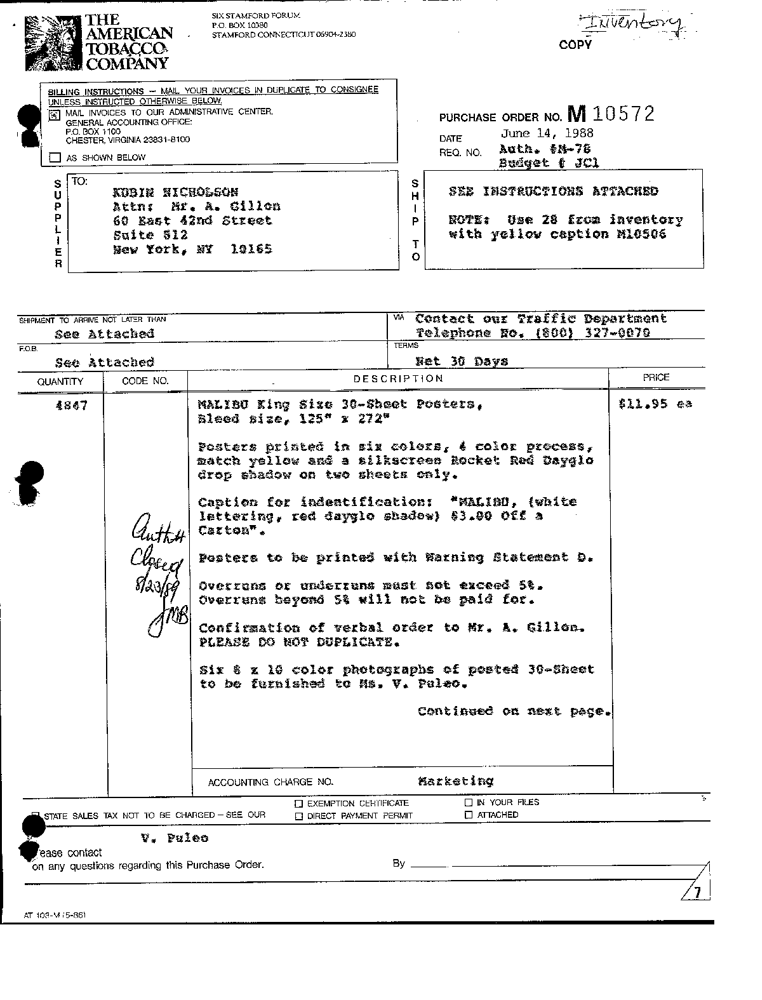 THE
AMERICAN
TOBACCO
COMPANY
SIX STAMFORD FORUM
P.O. BOX 10380
STAMFORD CONNECTICUT 06904-2380
Inventory
COPY
BILLING INSTRUCTIONS — MAIL YOUR INVOICES IN DUPLICATE TO CONSIGNEE
UNLESS INSTRUCTED OTHERWISE BELOW.
MAIL INVOICES TO OUR ADMINISTRATIVE CENTER,
GENERAL ACCOUNTING OFFICE:
P.O. BOX 1100
CHESTER, VIRGINIA 23831-8100
AS SHOWN BELOW
PURCHASE ORDER NO. M 10572
DATE June 14, 1988
REQ. NO. Auth. #M-78
Budget # JC1
SUPPLIER
TO:
Attn: Mr. A. Gillon
60 East 42nd Street
Suite 512
New York, NY 10165
SHIP TO
SEE INSTRUCTIONS ATTACHED
NOTE: Use 28 from inventory
with yellow caption M10506
SHIPMENT TO ARRIVE NOT LATER THAN
See Attached
VIA Contact our Traffic Department
Telephone No. (800) 327-0079
F.O.B.
See Attached
TERMS
Net 30 Days
QUANTITY CODE NO. DESCRIPTION PRICE
4847 MALIBU King Size 30-Sheet Posters, $11.95 ea
Bleed size, 125" x 272"
Posters printed in six colors, 4 color process,
match yellow and a silkscreen Rocket Red Dayglo
drop shadow on two sheets only.
Caption for indentification: "MALIBU, (white
lettering, red dayglo shadow) $3.00 Off a
Carton".
Auth#
Closed
8/23/89
JMB
Posters to be printed with Warning Statement D.
Overruns or underruns must not exceed 5%.
Overruns beyond 5% will not be paid for.
Confirmation of verbal order to Mr. A. Gillon.
PLEASE DO NOT DUPLICATE.
Six 8 x 10 color photographs of posted 30-Sheet
to be furnished to Ms. V. Puleo.
Continued on next page.
ACCOUNTING CHARGE NO. Marketing
STATE SALES TAX NOT TO BE CHARGED — SEE OUR
EXEMPTION CERTIFICATE
DIRECT PAYMENT PERMIT
IN YOUR FILES
ATTACHED
V. Puleo
ease contact
on any questions regarding this Purchase Order.
By
7
AT 103-M (5-86)